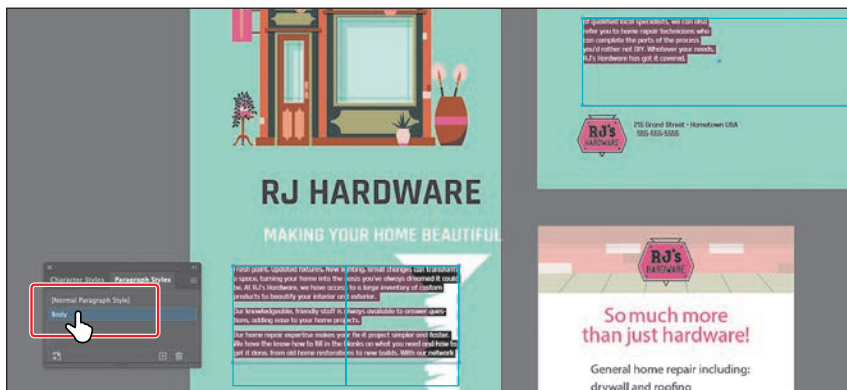 RJ HARDWARE
MAKING YOUR HOME BEAUTIFUL
Fresh paint. Updated fixtures. New lighting. Small changes can transform
a space, turning your home into the oasis you've always dreamed it could
be. At RJ's Hardware, we have access to a large inventory of custom
products to beautify your interior and exterior.
Our knowledgeable, friendly staff is always available to answer ques-
tions, adding ease to your home projects.
Our home repair expertise makes your fix-it project simpler and faster.
We have the know-how to fill in the blanks on what you need and how to
get it done, from old home restorations to new builds. With our network
of qualified local specialists, we can also
refer you to home repair technicians who
can complete the parts of the process
you'd rather not DIY. Whatever your needs,
RJ's Hardware has got it covered.
RJ's
HARDWARE
215 Grand Street • Hometown USA
555-555-5555
RJ's
HARDWARE
So much more
than just hardware!
General home repair including:
drywall and roofing
Character Styles
Paragraph Styles
[Normal Paragraph Style]
Body